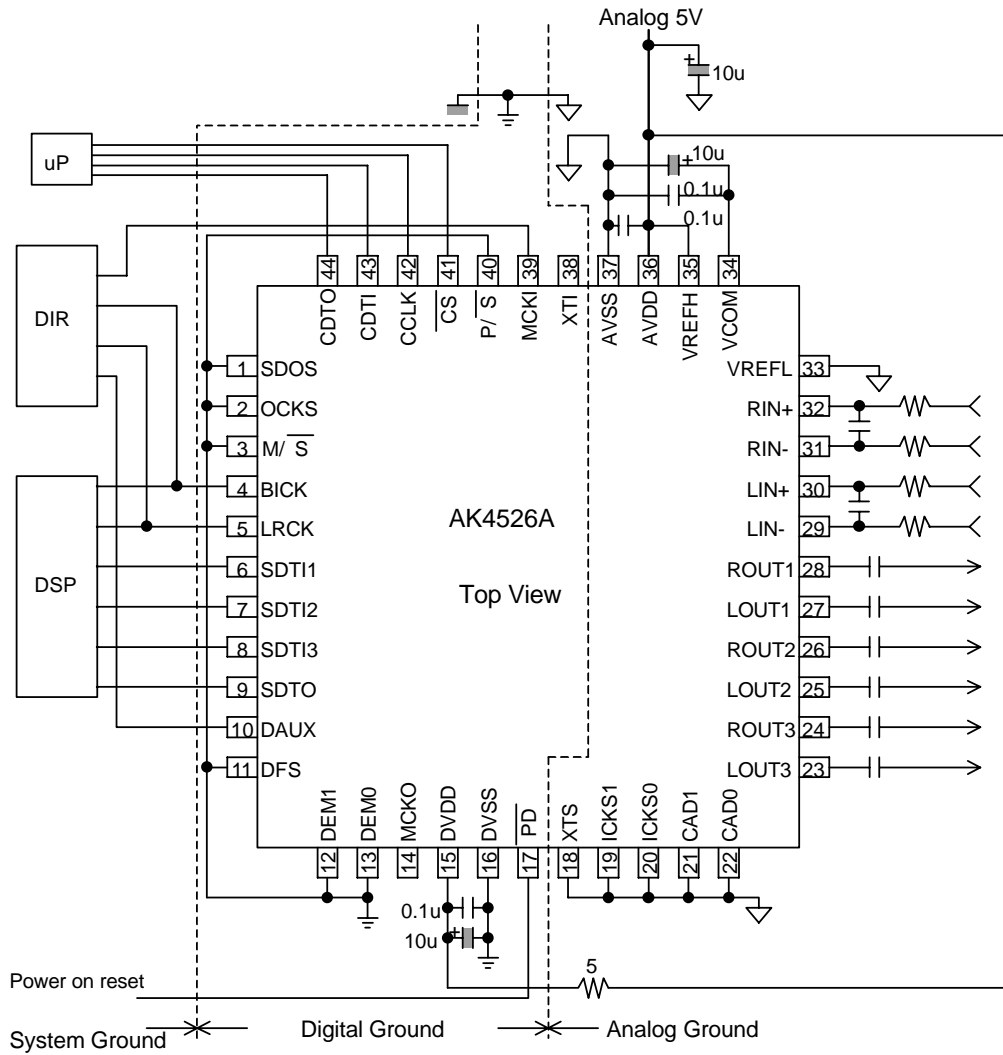 Analog 5V
+
10u
uP
10u
+
0.1u
0.1u
44
43
42
41
40
39
38
37
36
35
34
CDTO
CDTI
CCLK
CS
P/ S
MCKI
XTI
AVSS
AVDD
VREFH
VCOM
DIR
1 SDOS
2 OCKS
3 M/ S
4 BICK
5 LRCK
6 SDTI1
7 SDTI2
8 SDTI3
9 SDTO
10 DAUX
11 DFS
DSP
AK4526A
Top View
VREFL 33
RIN+ 32
RIN- 31
LIN+ 30
LIN- 29
ROUT1 28
LOUT1 27
ROUT2 26
LOUT2 25
ROUT3 24
LOUT3 23
DEM1
DEM0
MCKO
DVDD
DVSS
PD
XTS
ICKS1
ICKS0
CAD1
CAD0
12
13
14
15
16
17
18
19
20
21
22
0.1u
10u
+
5
Power on reset
System Ground
Digital Ground
Analog Ground